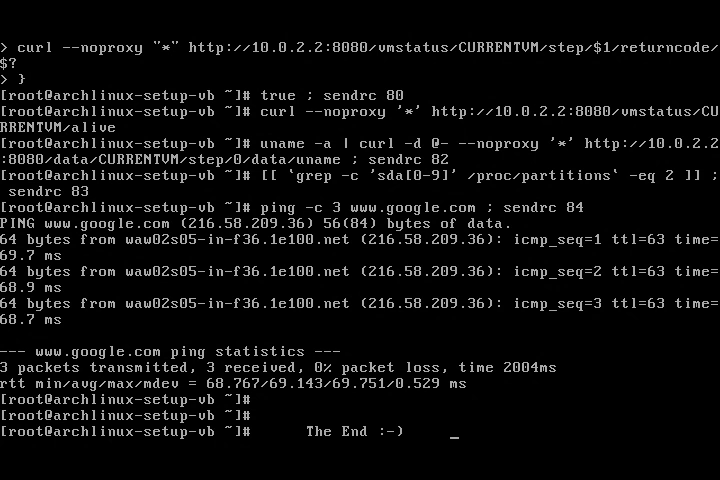 > curl --noproxy "*" http://10.0.2.2:8080/vmstatus/CURRENTVM/step/$1/returncode/
$?
> }
[root@archlinux-setup-vb ~]# true ; sendrc 80
[root@archlinux-setup-vb ~]# curl --noproxy '*' http://10.0.2.2:8080/vmstatus/CU
RRENTVM/alive
[root@archlinux-setup-vb ~]# uname -a | curl -d @- --noproxy '*' http://10.0.2.2
:8080/data/CURRENTVM/step/0/data/uname ; sendrc 82
[root@archlinux-setup-vb ~]# [[ `grep -c 'sda[0-9]' /proc/partitions` -eq 2 ]] ;
 sendrc 83
[root@archlinux-setup-vb ~]# ping -c 3 www.google.com ; sendrc 84
PING www.google.com (216.58.209.36) 56(84) bytes of data.
64 bytes from waw02s05-in-f36.1e100.net (216.58.209.36): icmp_seq=1 ttl=63 time=
69.7 ms
64 bytes from waw02s05-in-f36.1e100.net (216.58.209.36): icmp_seq=2 ttl=63 time=
68.9 ms
64 bytes from waw02s05-in-f36.1e100.net (216.58.209.36): icmp_seq=3 ttl=63 time=
68.7 ms
--- www.google.com ping statistics ---
3 packets transmitted, 3 received, 0% packet loss, time 2004ms
rtt min/avg/max/mdev = 68.767/69.143/69.751/0.529 ms
[root@archlinux-setup-vb ~]#
[root@archlinux-setup-vb ~]#
[root@archlinux-setup-vb ~]#       The End :-)      _